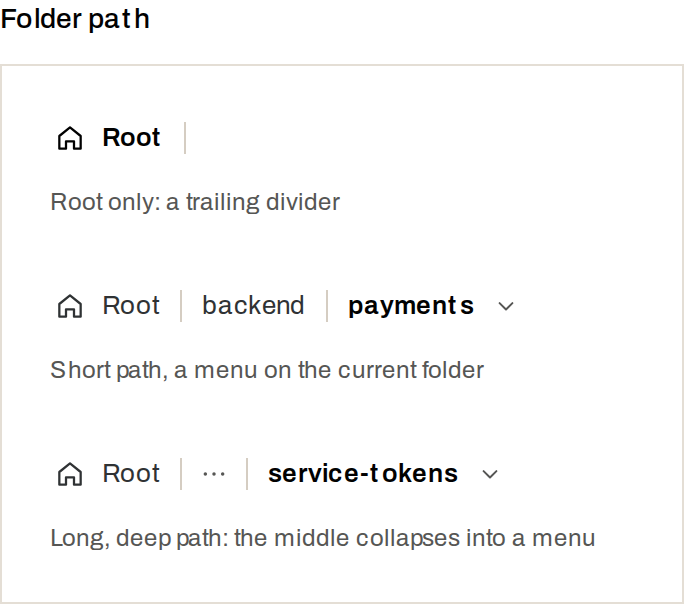 Folder path
Root
Root only: a trailing divider
Root backend payments
Short path, a menu on the current folder
Root ··· service-tokens
Long, deep path: the middle collapses into a menu